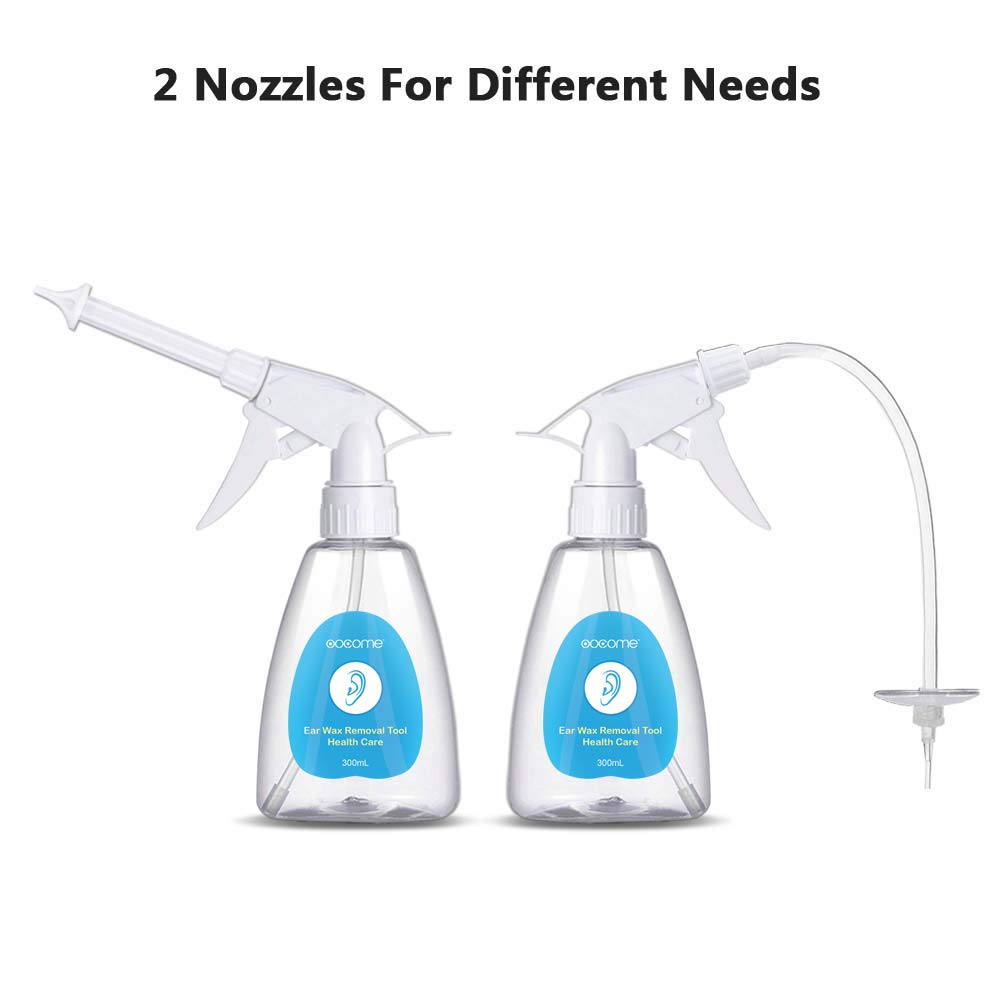 2 Nozzles For Different Needs
oocome
Ear Wax Removal Tool
Health Care
300mL
oocome
Ear Wax Removal Tool
Health Care
300mL